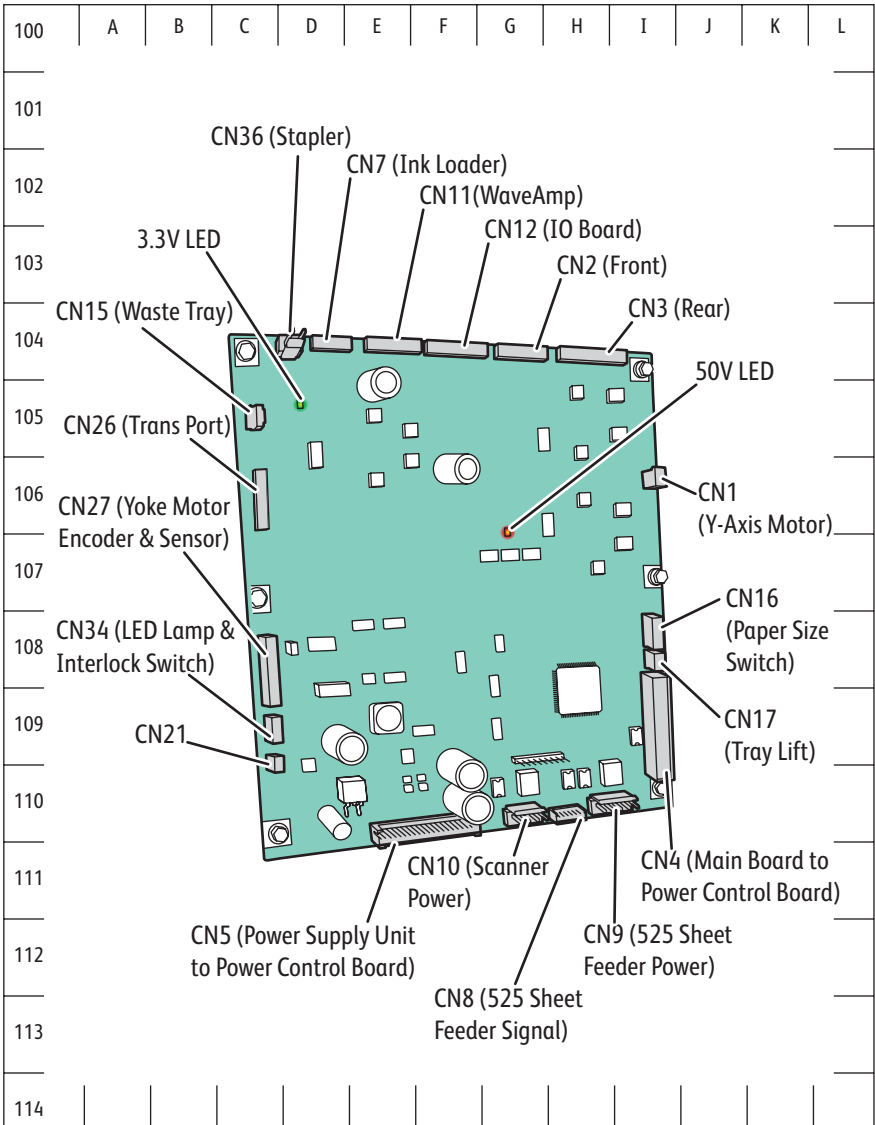 100 A B C D E F G H I J K L
101
CN36 (Stapler)
102
CN7 (Ink Loader)
CN11(WaveAmp)
CN12 (IO Board)
3.3V LED
103
CN2 (Front)
CN15 (Waste Tray)
CN3 (Rear)
104
50V LED
105
CN26 (Trans Port)
106
CN27 (Yoke Motor
Encoder & Sensor)
CN1
(Y-Axis Motor)
107
CN16
(Paper Size
Switch)
CN34 (LED Lamp &
Interlock Switch)
108
CN17
(Tray Lift)
109
CN21
110
CN4 (Main Board to
Power Control Board)
CN10 (Scanner
Power)
111
CN5 (Power Supply Unit
to Power Control Board)
CN9 (525 Sheet
Feeder Power)
112
CN8 (525 Sheet
Feeder Signal)
113
114